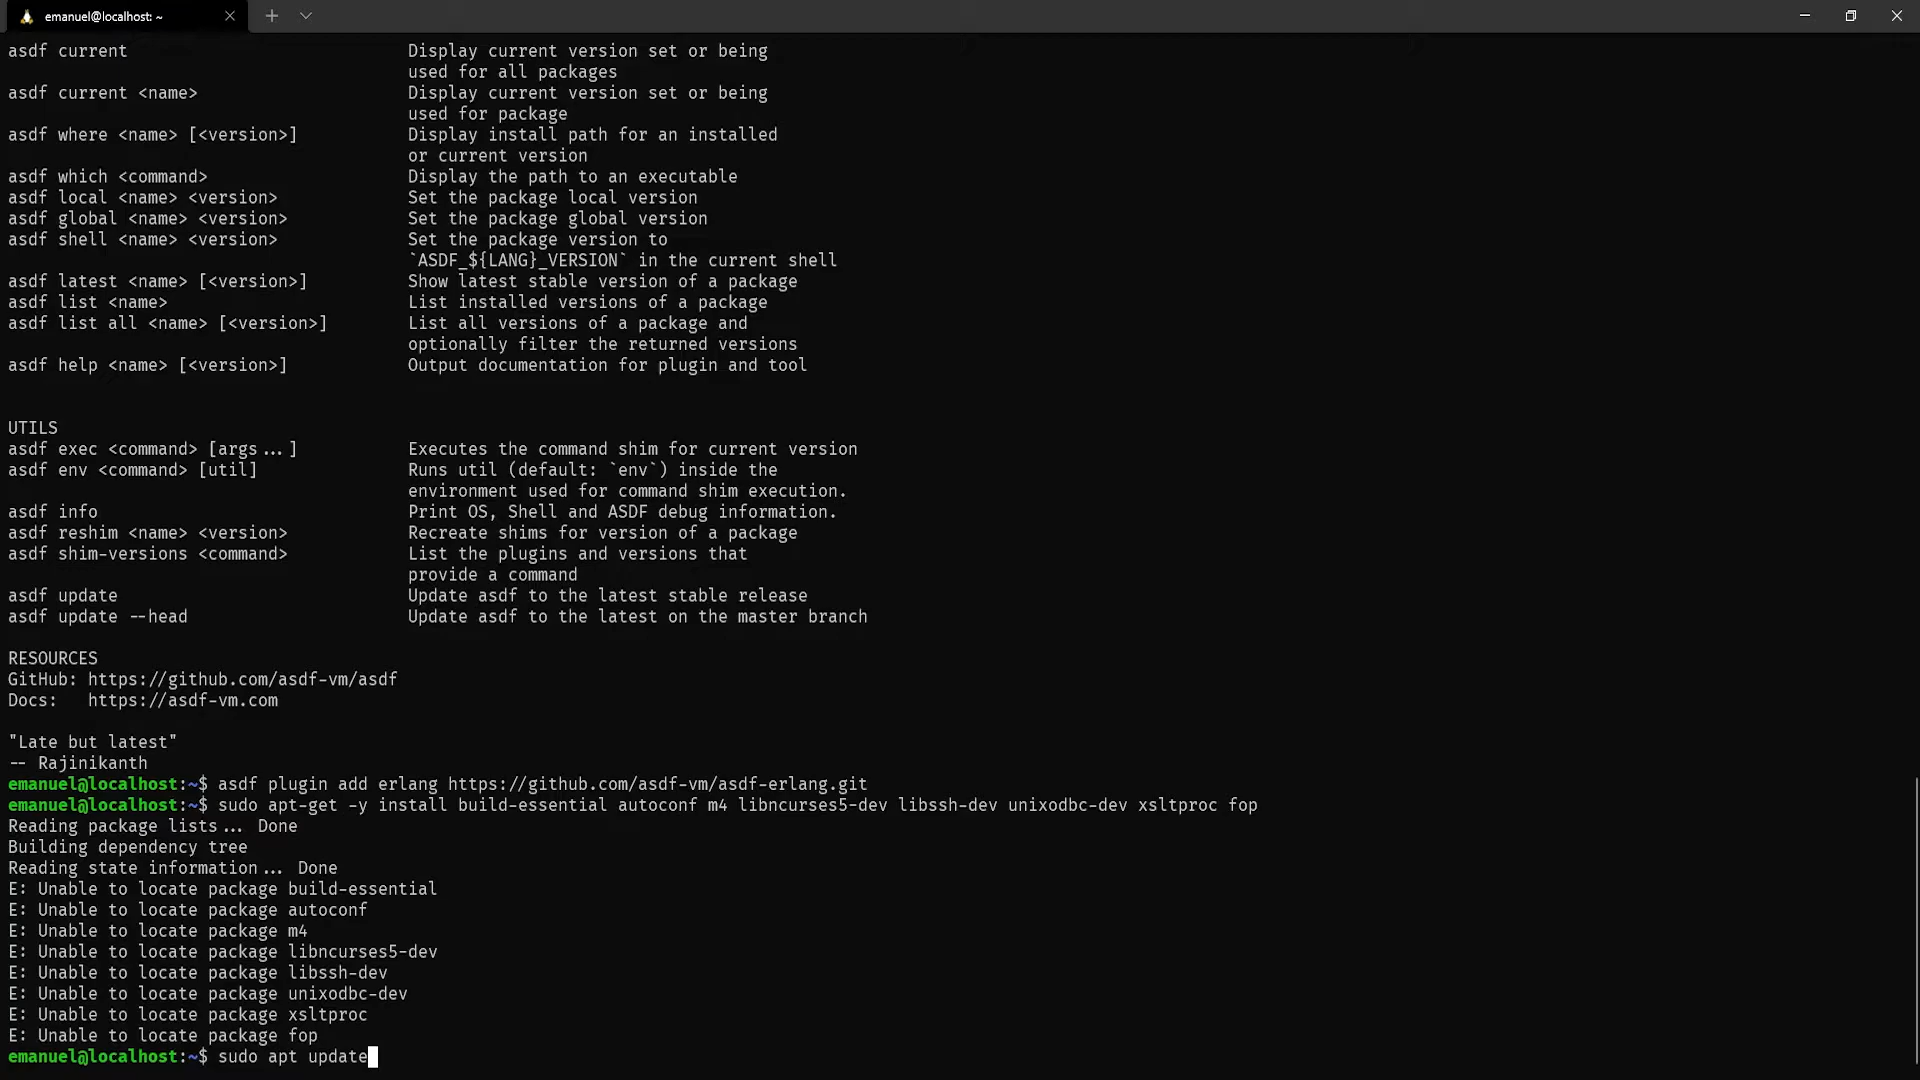 emanuel@localhost: ~
asdf current                            Display current version set or being
                                        used for all packages
asdf current <name>                     Display current version set or being
                                        used for package
asdf where <name> [<version>]           Display install path for an installed
                                        or current version
asdf which <command>                    Display the path to an executable
asdf local <name> <version>             Set the package local version
asdf global <name> <version>            Set the package global version
asdf shell <name> <version>             Set the package version to
                                        `ASDF_${LANG}_VERSION` in the current shell
asdf latest <name> [<version>]          Show latest stable version of a package
asdf list <name>                        List installed versions of a package
asdf list all <name> [<version>]        List all versions of a package and
                                        optionally filter the returned versions
asdf help <name> [<version>]            Output documentation for plugin and tool
UTILS
asdf exec <command> [args...]           Executes the command shim for current version
asdf env <command> [util]               Runs util (default: `env`) inside the
                                        environment used for command shim execution.
asdf info                               Print OS, Shell and ASDF debug information.
asdf reshim <name> <version>            Recreate shims for version of a package
asdf shim-versions <command>            List the plugins and versions that
                                        provide a command
asdf update                             Update asdf to the latest stable release
asdf update --head                      Update asdf to the latest on the master branch
RESOURCES
GitHub: https://github.com/asdf-vm/asdf
Docs:   https://asdf-vm.com
"Late but latest"
-- Rajinikanth
emanuel@localhost:~$ asdf plugin add erlang https://github.com/asdf-vm/asdf-erlang.git
emanuel@localhost:~$ sudo apt-get -y install build-essential autoconf m4 libncurses5-dev libssh-dev unixodbc-dev xsltproc fop
Reading package lists... Done
Building dependency tree
Reading state information... Done
E: Unable to locate package build-essential
E: Unable to locate package autoconf
E: Unable to locate package m4
E: Unable to locate package libncurses5-dev
E: Unable to locate package libssh-dev
E: Unable to locate package unixodbc-dev
E: Unable to locate package xsltproc
E: Unable to locate package fop
emanuel@localhost:~$ sudo apt update